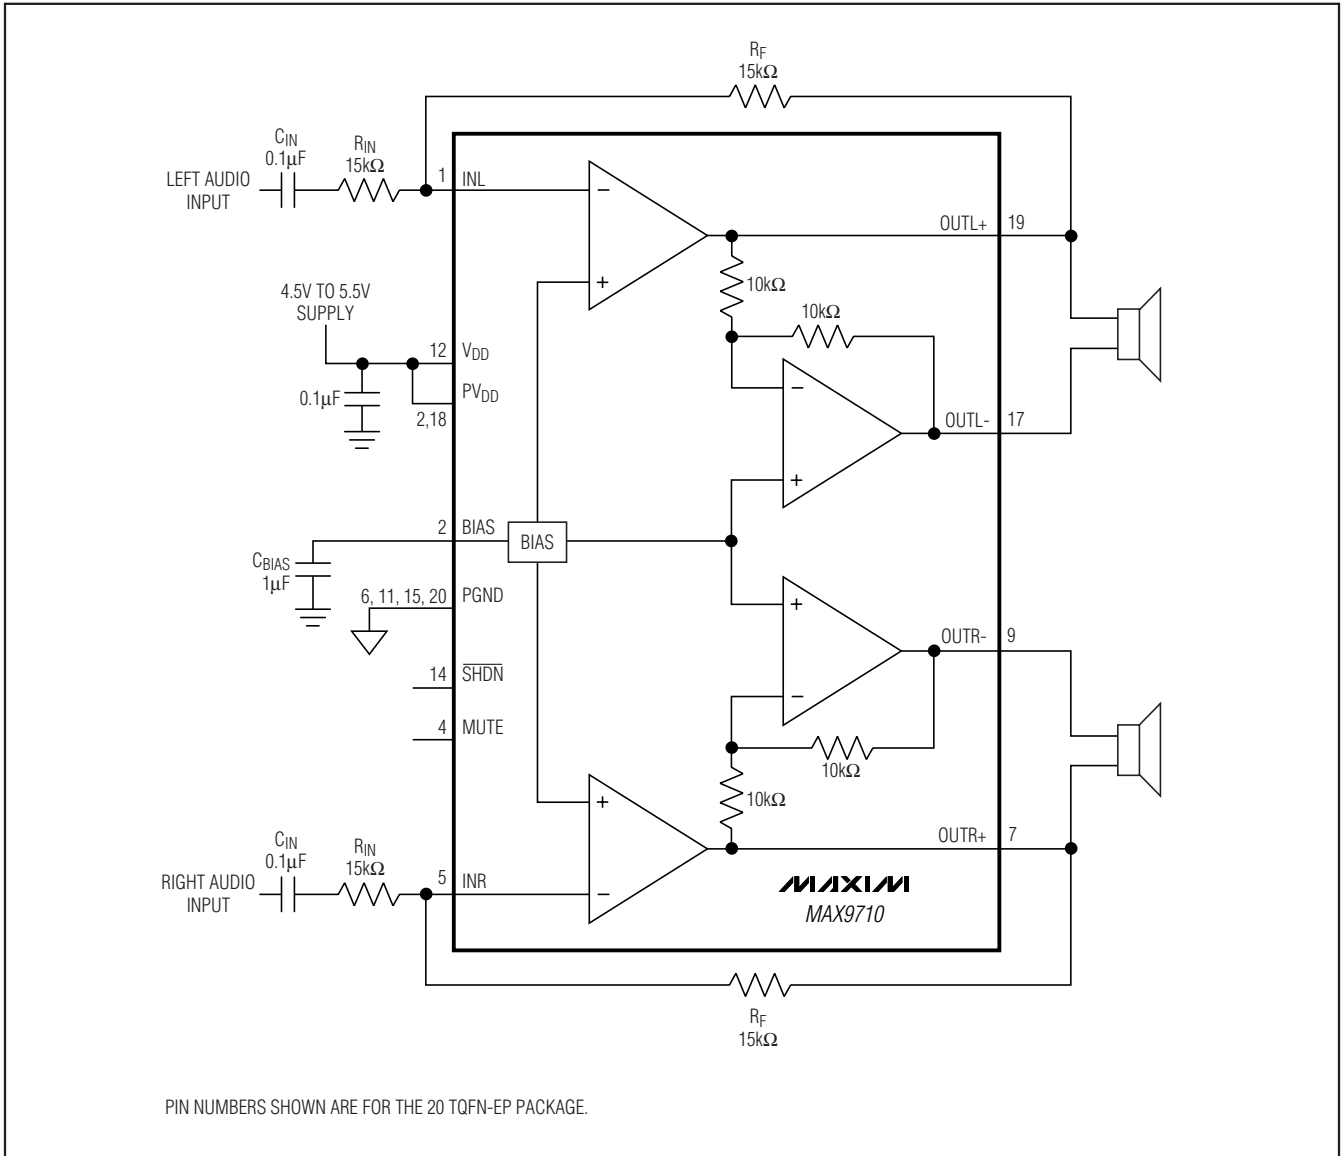 RF
15kΩ
CIN
0.1μF
RIN
15kΩ
LEFT AUDIO
INPUT
1
INL
−
+
OUTL+
19
10kΩ
10kΩ
4.5V TO 5.5V
SUPPLY
12
VDD
0.1μF
PVDD
2,18
−
+
OUTL-
17
2
BIAS
BIAS
CBIAS
1μF
6, 11, 15, 20
PGND
+
−
OUTR-
9
14
SHDN
4
MUTE
10kΩ
10kΩ
+
−
OUTR+
7
CIN
0.1μF
RIN
15kΩ
RIGHT AUDIO
INPUT
5
INR
MAXIM
MAX9710
RF
15kΩ
PIN NUMBERS SHOWN ARE FOR THE 20 TQFN-EP PACKAGE.